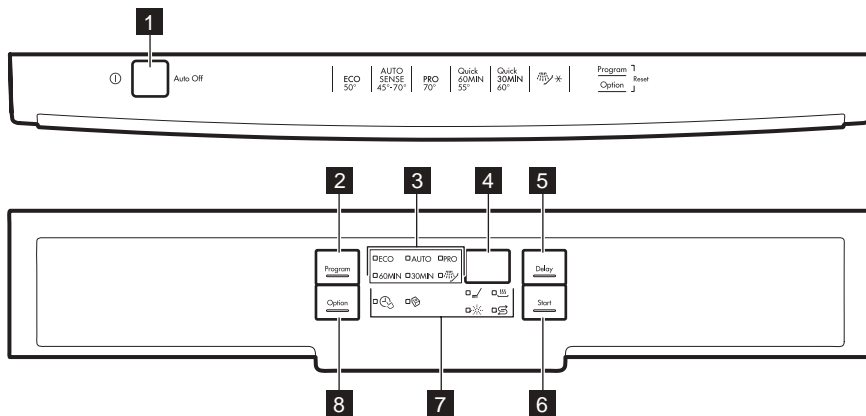 1
Auto Off
ECO 50°
AUTO SENSE 45°-70°
PRO 70°
Quick 60MIN 55°
Quick 30MIN 60°
Program
Option
Reset
2
3
4
5
Program
ECO AUTO PRO
60MIN 30MIN
Delay
Option
Start
8
7
6